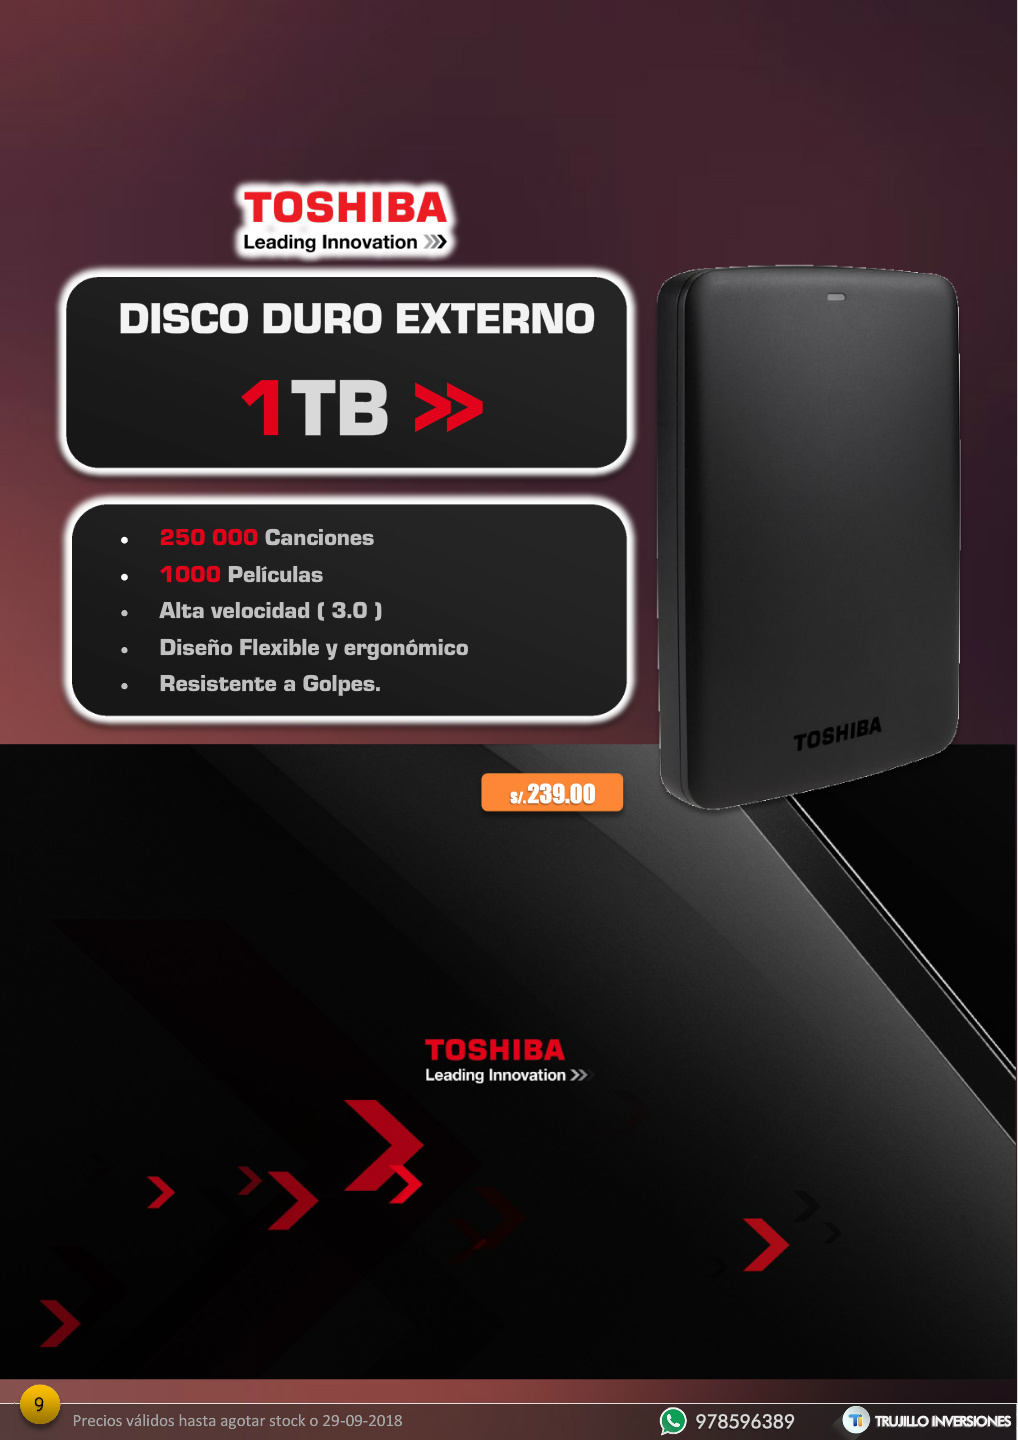 TOSHIBA
Leading Innovation >>>
DISCO DURO EXTERNO
1TB >>
• 250 000 Canciones
• 1000 Películas
• Alta velocidad ( 3.0 )
• Diseño Flexible y ergonómico
• Resistente a Golpes.
TOSHIBA
S/.239.00
TOSHIBA
Leading Innovation >>
9
Precios válidos hasta agotar stock o 29-09-2018
978596389
Ti TRUJILLO INVERSIONES